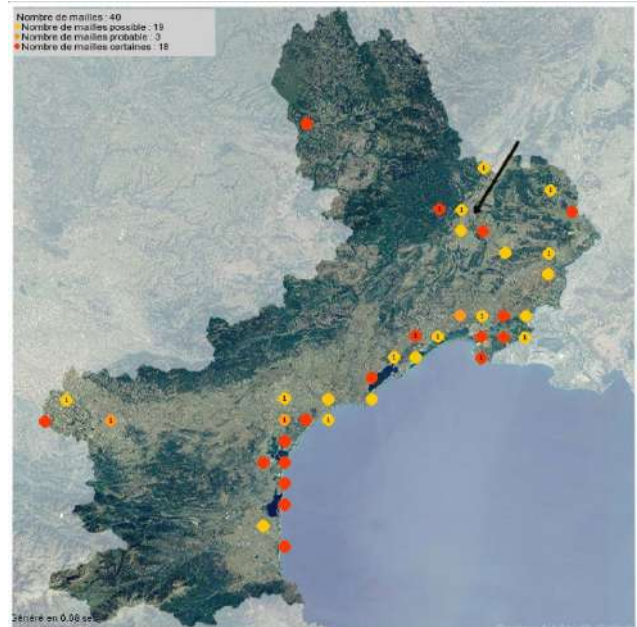 Nombre de mailles : 40
Nombre de mailles possible : 19
Nombre de mailles probable : 3
Nombre de mailles certaines : 18
Généré en 0.08 sec